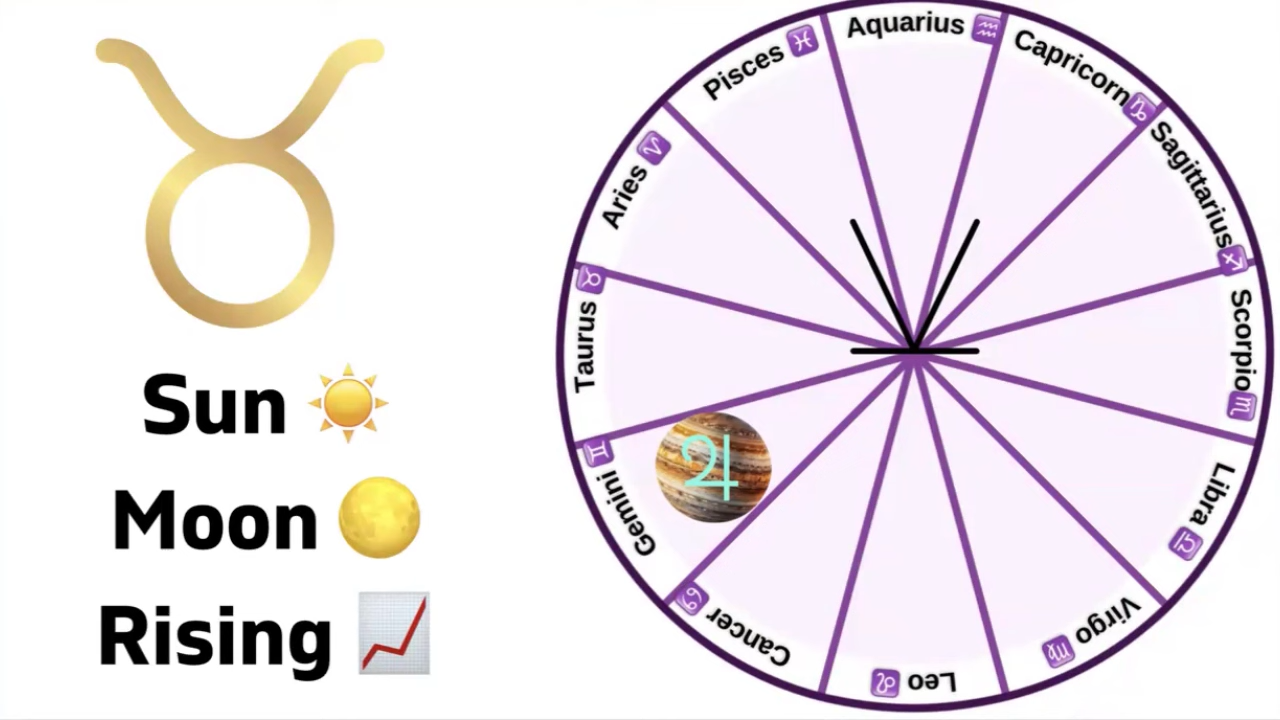 Sun
Moon
Rising
Aquarius ♒
Capricorn ♑
Sagittarius ♐
Scorpio ♏
Libra ♎
Virgo ♍
Leo ♌
Cancer ♋
Gemini ♊
Taurus ♉
Aries ♈
Pisces ♓
♃